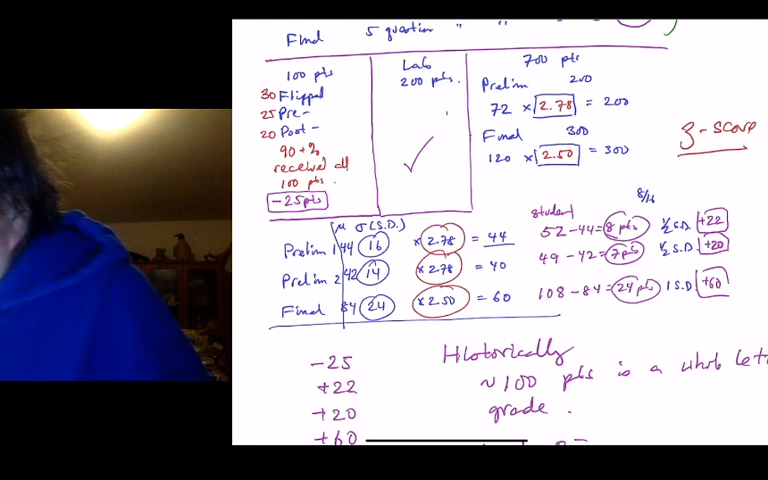 Final 5 question " "
100 pts
30 Flipped
25 Pre-
20 Post-
90+%
received all
100 pts.
-25pts
Lab
200 pts.
700 pts
Prelim 200
72 × 2.78 = 200
Final 300
120 × 2.50 = 300
z-score
μ σ(S.D.)
Prelim 1 44 16 × 2.78 = 44
Prelim 2 42 14 × 2.78 = 40
Final 84 24 × 2.50 = 60
student 8/16
52-44= 8 pts ½ S.D. +22
49-42= 7 pts ½ S.D. +20
108-84= 24 pts 1 S.D. +60
-25
+22
+20
+60
Historically
~100 pts is a whole
grade.